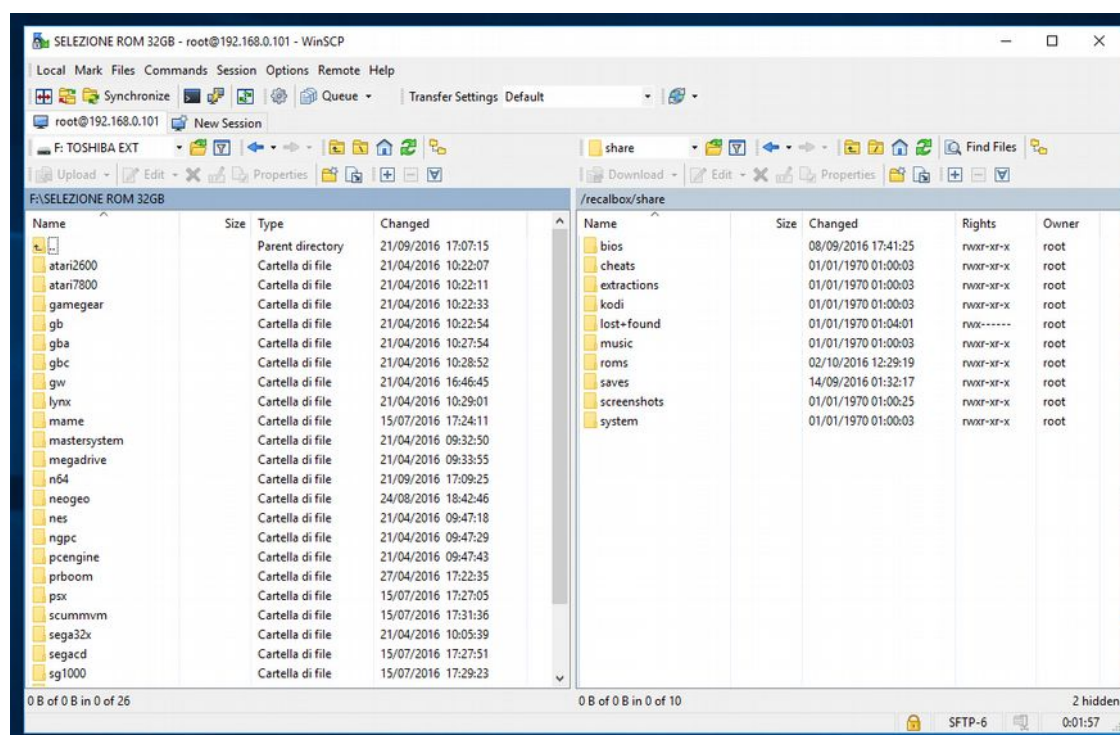 SELEZIONE ROM 32GB - root@192.168.0.101 - WinSCP
Local Mark Files Commands Session Options Remote Help
Synchronize Queue Transfer Settings Default
root@192.168.0.101 New Session
F: TOSHIBA EXT share Find Files
Upload Edit Properties Download Edit Properties
F:\SELEZIONE ROM 32GB /recalbox/share
Name Size Type Changed Name Size Changed Rights Owner
.. Parent directory 21/09/2016 17:07:15 bios 08/09/2016 17:41:25 rwxr-xr-x root
atari2600 Cartella di file 21/04/2016 10:22:07 cheats 01/01/1970 01:00:03 rwxr-xr-x root
atari7800 Cartella di file 21/04/2016 10:22:11 extractions 01/01/1970 01:00:03 rwxr-xr-x root
gamegear Cartella di file 21/04/2016 10:22:33 kodi 01/01/1970 01:00:03 rwxr-xr-x root
gb Cartella di file 21/04/2016 10:22:54 lost+found 01/01/1970 01:04:01 rwx------ root
gba Cartella di file 21/04/2016 10:27:54 music 01/01/1970 01:00:03 rwxr-xr-x root
gbc Cartella di file 21/04/2016 10:28:52 roms 02/10/2016 12:29:19 rwxr-xr-x root
gw Cartella di file 21/04/2016 16:46:45 saves 14/09/2016 01:32:17 rwxr-xr-x root
lynx Cartella di file 21/04/2016 10:29:01 screenshots 01/01/1970 01:00:25 rwxr-xr-x root
mame Cartella di file 15/07/2016 17:24:11 system 01/01/1970 01:00:03 rwxr-xr-x root
mastersystem Cartella di file 21/04/2016 09:32:50
megadrive Cartella di file 21/04/2016 09:33:55
n64 Cartella di file 21/09/2016 17:09:25
neogeo Cartella di file 24/08/2016 18:42:46
nes Cartella di file 21/04/2016 09:47:18
ngpc Cartella di file 21/04/2016 09:47:29
pcengine Cartella di file 21/04/2016 09:47:43
prboom Cartella di file 27/04/2016 17:22:35
psx Cartella di file 15/07/2016 17:27:05
scummvm Cartella di file 15/07/2016 17:31:36
sega32x Cartella di file 21/04/2016 10:05:39
segacd Cartella di file 15/07/2016 17:27:51
sg1000 Cartella di file 15/07/2016 17:29:23
0 B of 0 B in 0 of 26 0 B of 0 B in 0 of 10 2 hidden
SFTP-6 0:01:57